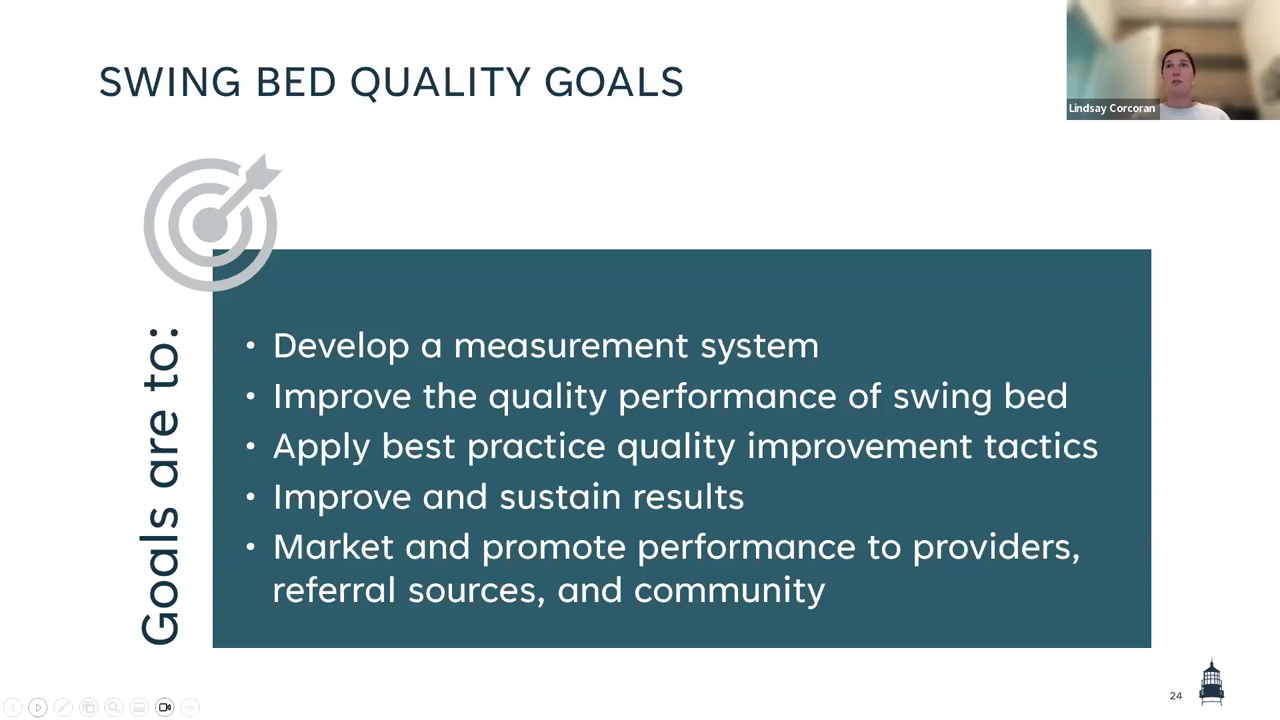 SWING BED QUALITY GOALS
Lindsay Corcoran
Goals are to:
• Develop a measurement system
• Improve the quality performance of swing bed
• Apply best practice quality improvement tactics
• Improve and sustain results
• Market and promote performance to providers,
referral sources, and community
24